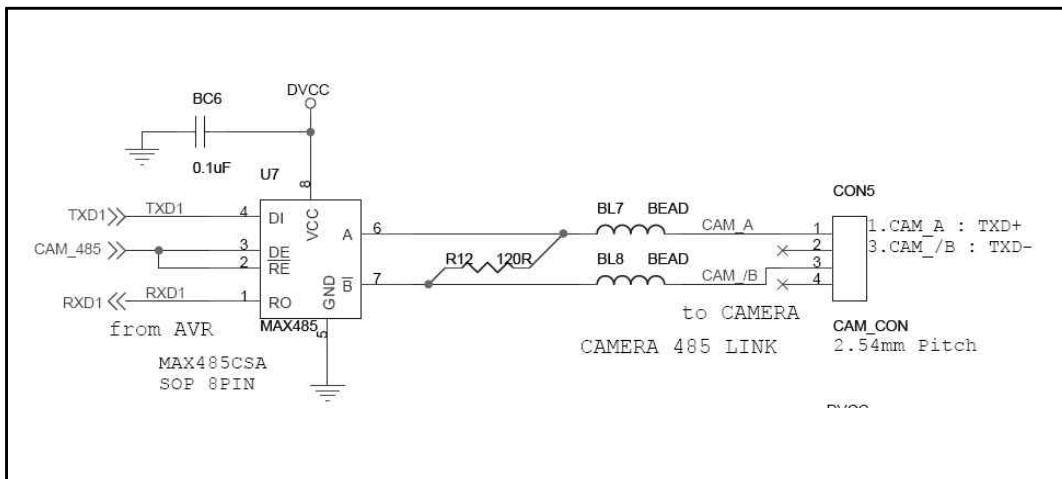 DVCC
BC6
0.1uF
U7
8
TXD1 TXD1 4 DI VCC A 6
CAM_485 3 DE
2 RE
RXD1 RXD1 1 RO GND B 7
MAX485
5
from AVR
MAX485CSA
SOP 8PIN
R12 120R
BL7 BEAD CAM_A
BL8 BEAD CAM_/B
to CAMERA
CAMERA 485 LINK
CON5
1 1.CAM_A : TXD+
2 3.CAM_/B : TXD-
3
4
CAM_CON
2.54mm Pitch